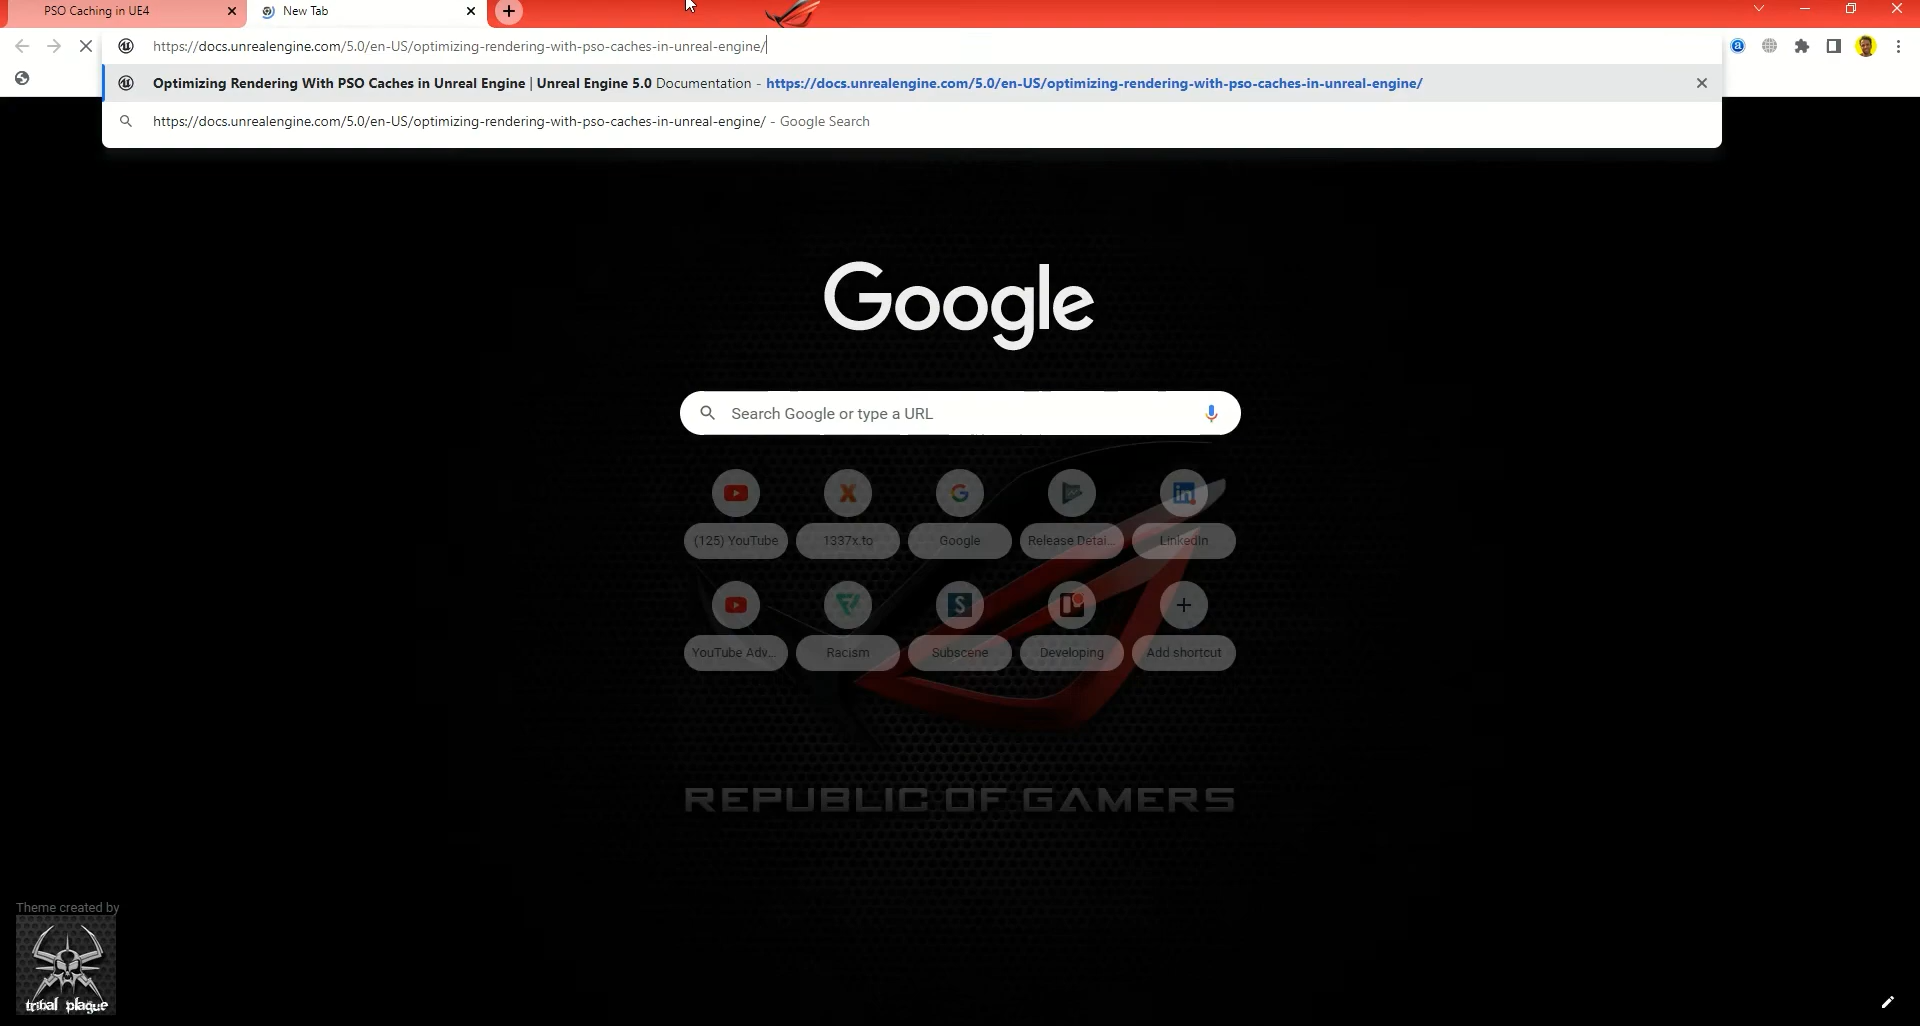 PSO Caching in UE4
New Tab
https://docs.unrealengine.com/5.0/en-US/optimizing-rendering-with-pso-caches-in-unreal-engine/
Optimizing Rendering With PSO Caches in Unreal Engine | Unreal Engine 5.0 Documentation - https://docs.unrealengine.com/5.0/en-US/optimizing-rendering-with-pso-caches-in-unreal-engine/
https://docs.unrealengine.com/5.0/en-US/optimizing-rendering-with-pso-caches-in-unreal-engine/ - Google Search
Google
Search Google or type a URL
(125) YouTube
1337x.to
Google
Release Detai...
LinkedIn
YouTube Adv...
Racism
Subscene
Developing
Add shortcut
REPUBLIC OF GAMERS
Theme created by
tribal plague